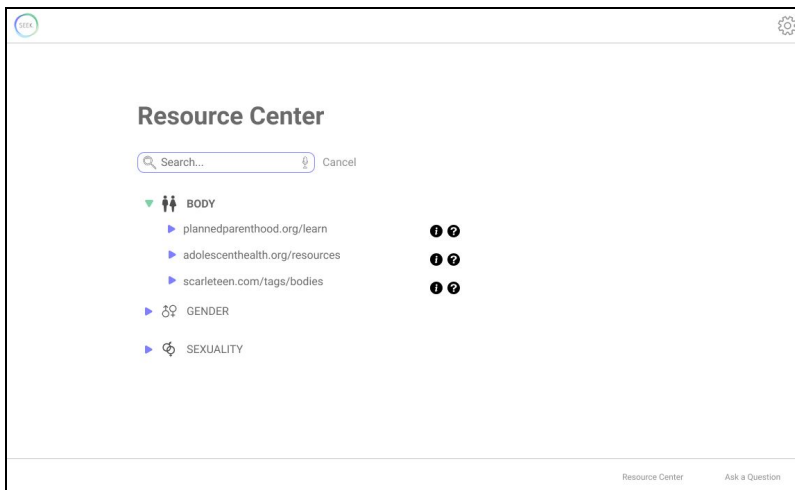 SEEK
Resource Center
Search... Cancel
BODY
plannedparenthood.org/learn
adolescenthealth.org/resources
scarleteen.com/tags/bodies
GENDER
SEXUALITY
Resource Center Ask a Question